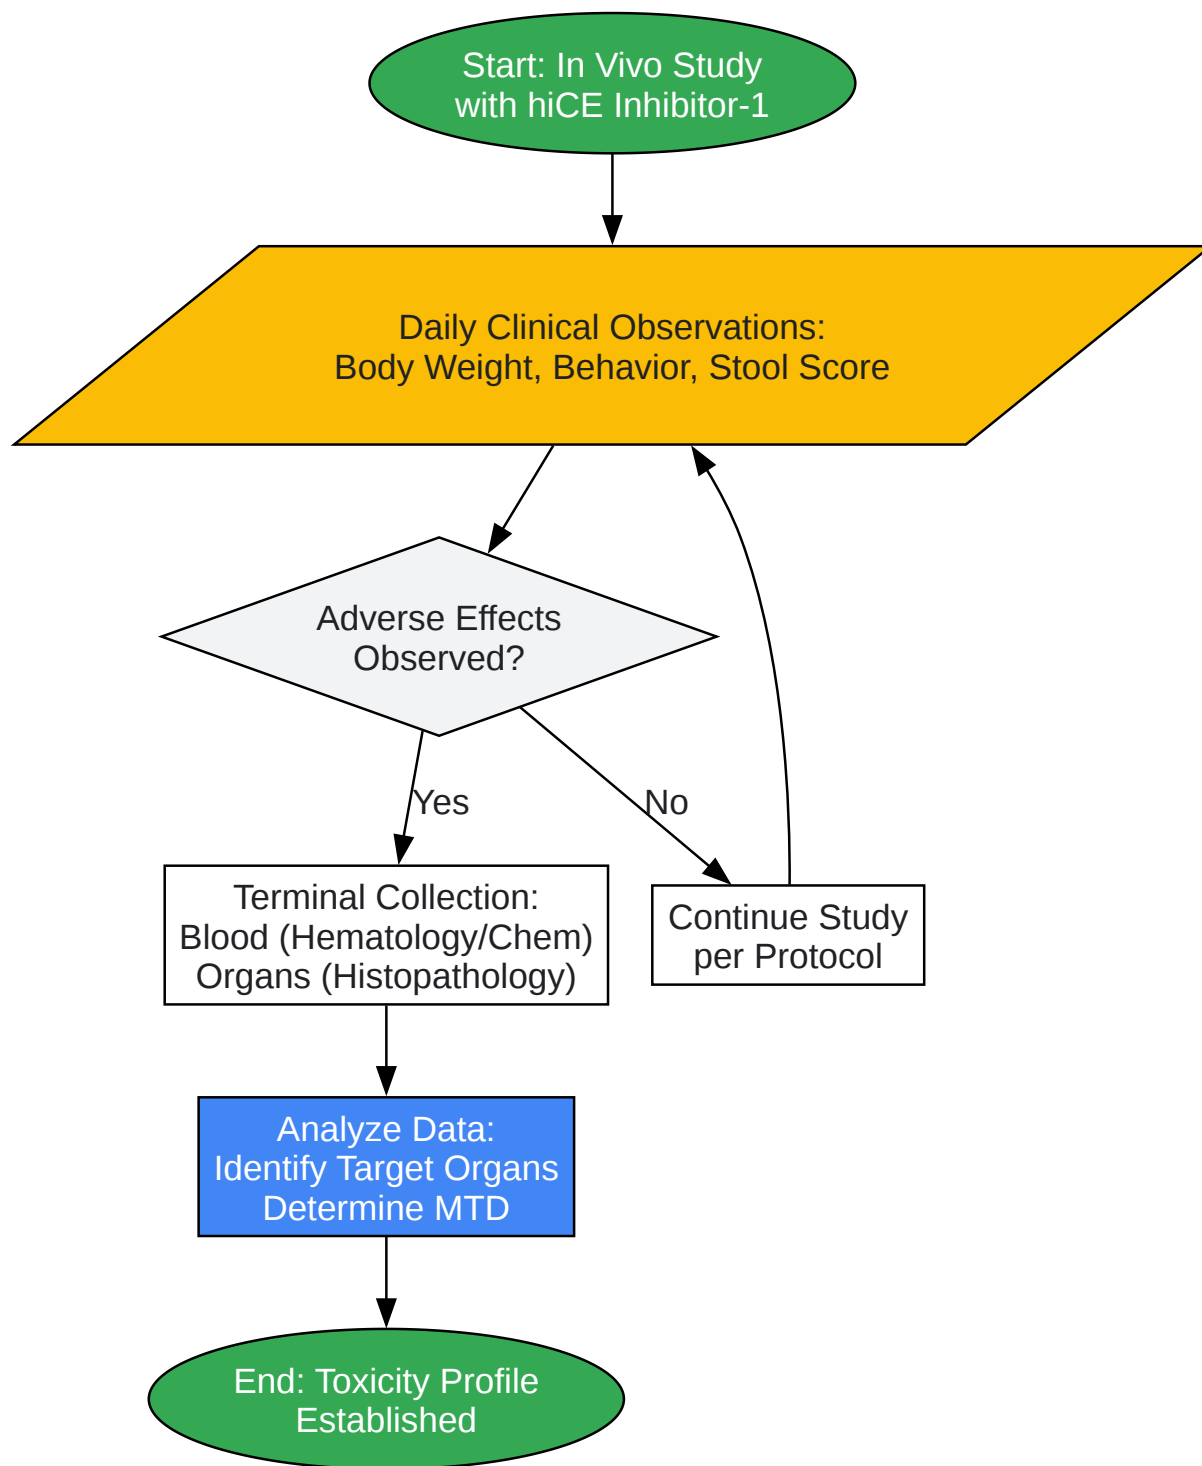 Start: In Vivo Study
with hiCE Inhibitor-1
Daily Clinical Observations:
Body Weight, Behavior, Stool Score
Adverse Effects
Observed?
Yes
No
Terminal Collection:
Blood (Hematology/Chem)
Organs (Histopathology)
Continue Study
per Protocol
Analyze Data:
Identify Target Organs
Determine MTD
End: Toxicity Profile
Established